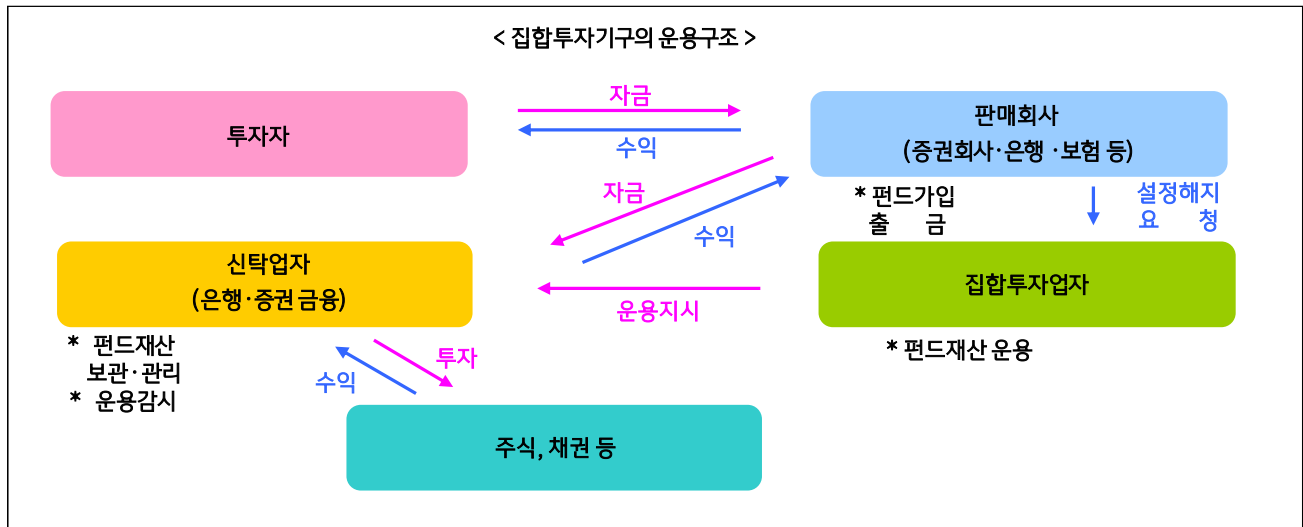 < 집합투자기구의 운용구조 >
투자자
자금
수익
판매회사
(증권회사·은행 ·보험 등)
자금
수익
* 펀드가입
출 금
설정해지
요 청
신탁업자
(은행·증권 금융)
운용지시
집합투자업자
* 펀드재산
보관·관리
* 운용감시
투자
수익
* 펀드재산 운용
주식, 채권 등